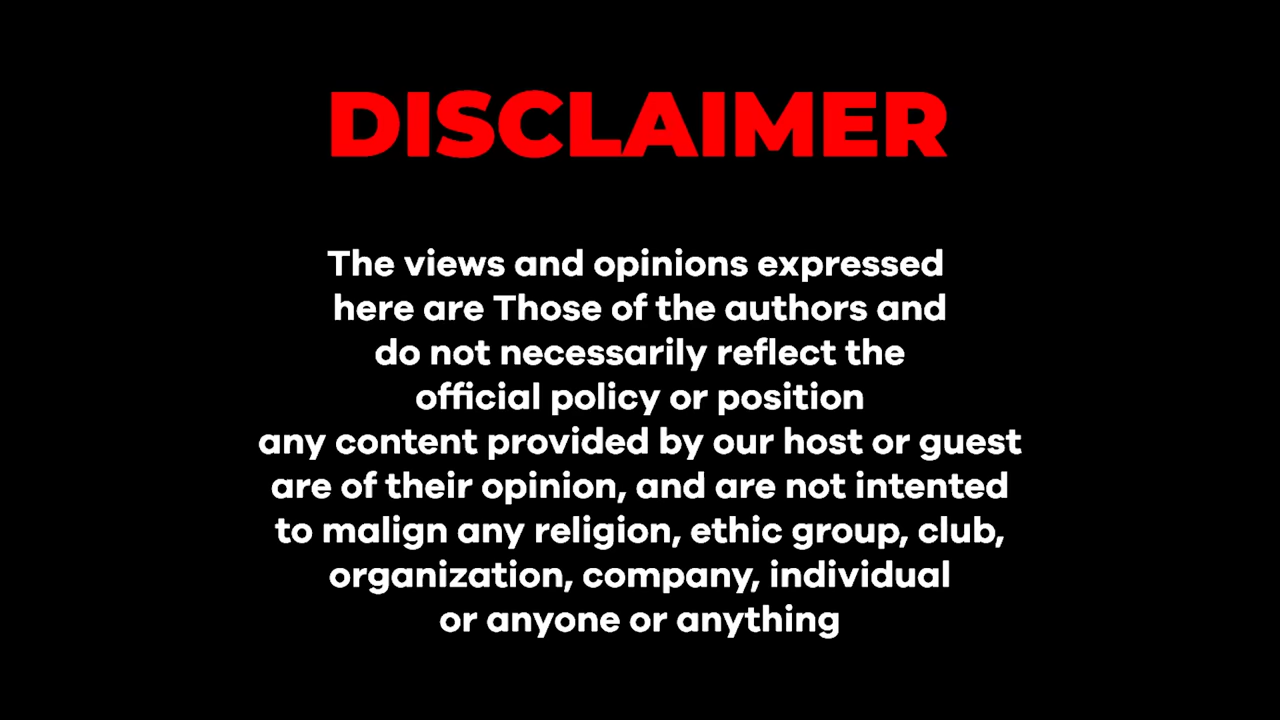 DISCLAIMER
The views and opinions expressed
here are Those of the authors and
do not necessarily reflect the
official policy or position
any content provided by our host or guest
are of their opinion, and are not intented
to malign any religion, ethic group, club,
organization, company, individual
or anyone or anything